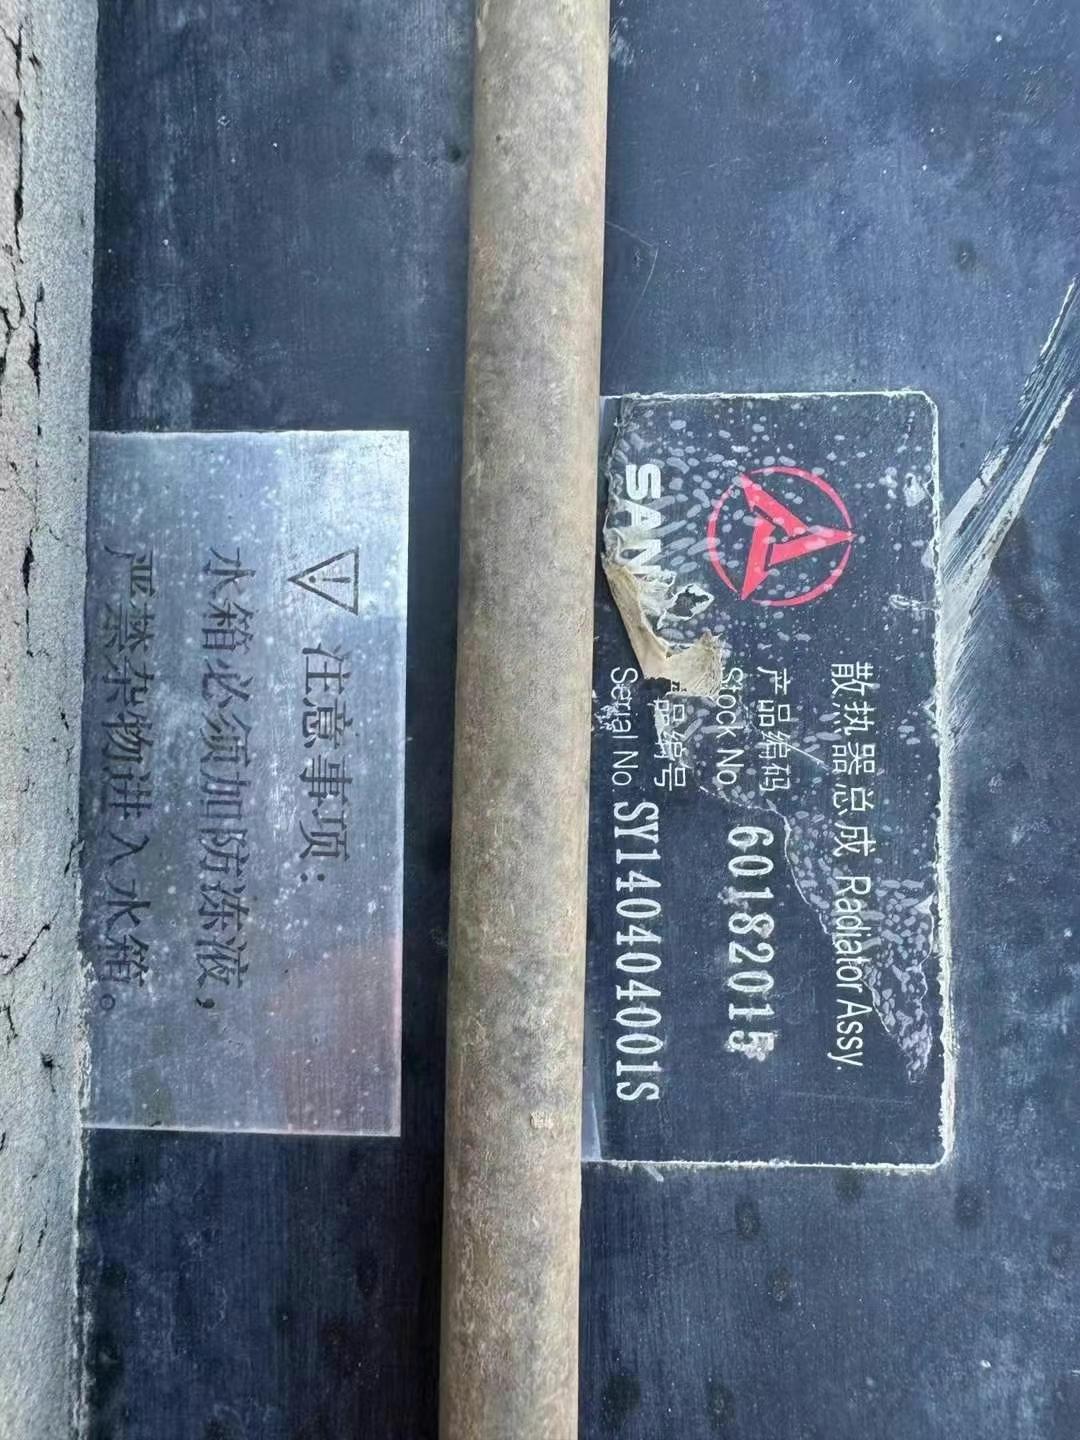 散热器总成 Radiator Assy.
产品编码
Stock No. 60182015
产品编号
Serial No. SY140404001S
SANY
注意事项:
水箱必须加防冻液,
严禁杂物进入水箱。